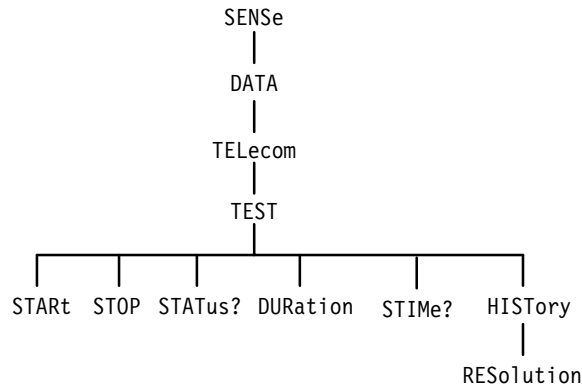 SENSe
DATA
TELecom
TEST
STARt STOP STATus? DURation STIMe? HISTory
RESolution